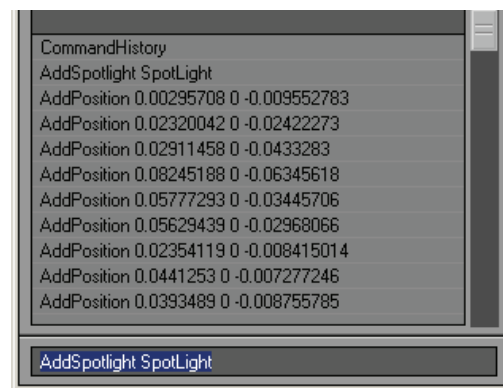 CommandHistory
AddSpotlight SpotLight
AddPosition 0.00295708 0 -0.009552783
AddPosition 0.02320042 0 -0.02422273
AddPosition 0.02911458 0 -0.0433283
AddPosition 0.08245188 0 -0.06345618
AddPosition 0.05777293 0 -0.03445706
AddPosition 0.05629439 0 -0.02968066
AddPosition 0.02354119 0 -0.008415014
AddPosition 0.0441253 0 -0.007277246
AddPosition 0.0393489 0 -0.008755785
AddSpotlight SpotLight